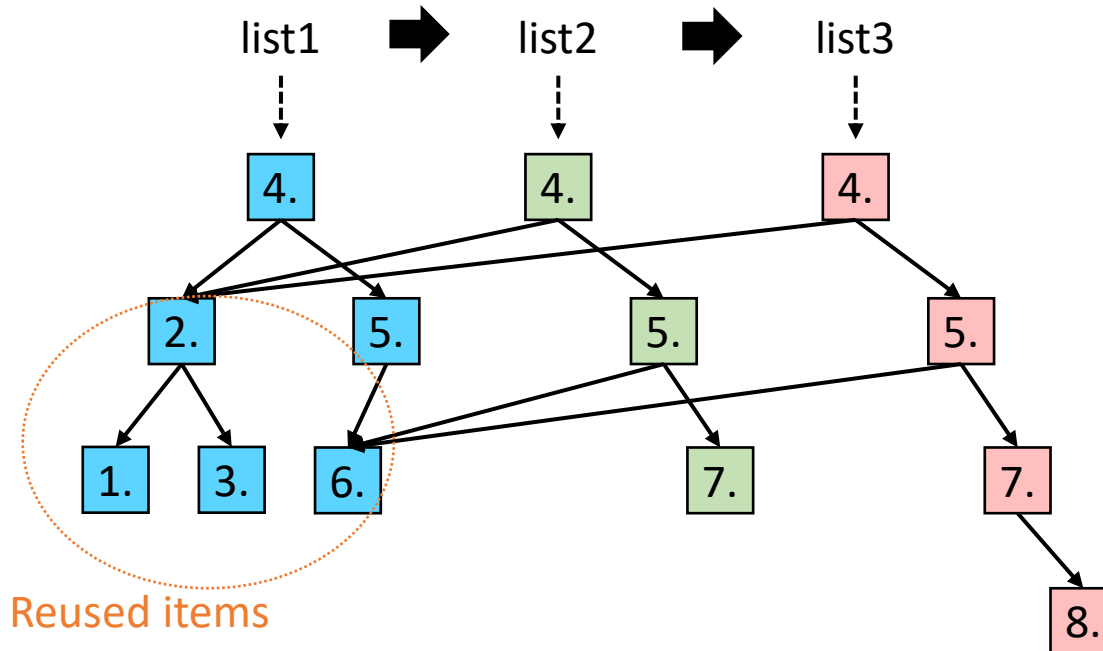 list1 list2 list3
4. 4. 4.
2. 5. 5. 5.
1. 3. 6. 7. 7.
Reused items
8.